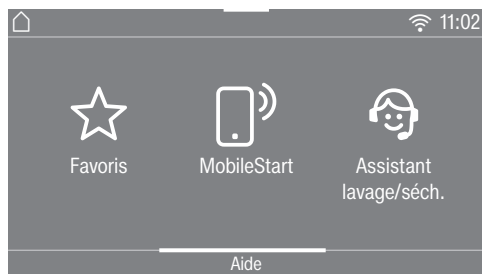 11:02
Favoris
MobileStart
Assistant
lavage/séch.
Aide